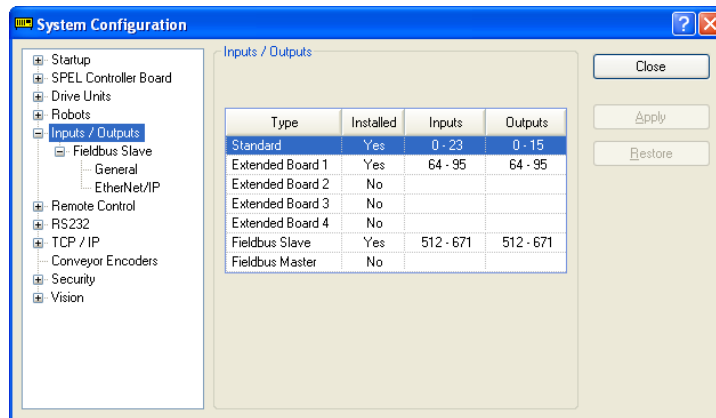 System Configuration
Startup
SPEL Controller Board
Drive Units
Robots
Inputs / Outputs
Fieldbus Slave
General
EtherNet/IP
Remote Control
RS232
TCP / IP
Conveyor Encoders
Security
Vision
Inputs / Outputs
Type Installed Inputs Outputs
Standard Yes 0 - 23 0 - 15
Extended Board 1 Yes 64 - 95 64 - 95
Extended Board 2 No
Extended Board 3 No
Extended Board 4 No
Fieldbus Slave Yes 512 - 671 512 - 671
Fieldbus Master No
Close
Apply
Restore